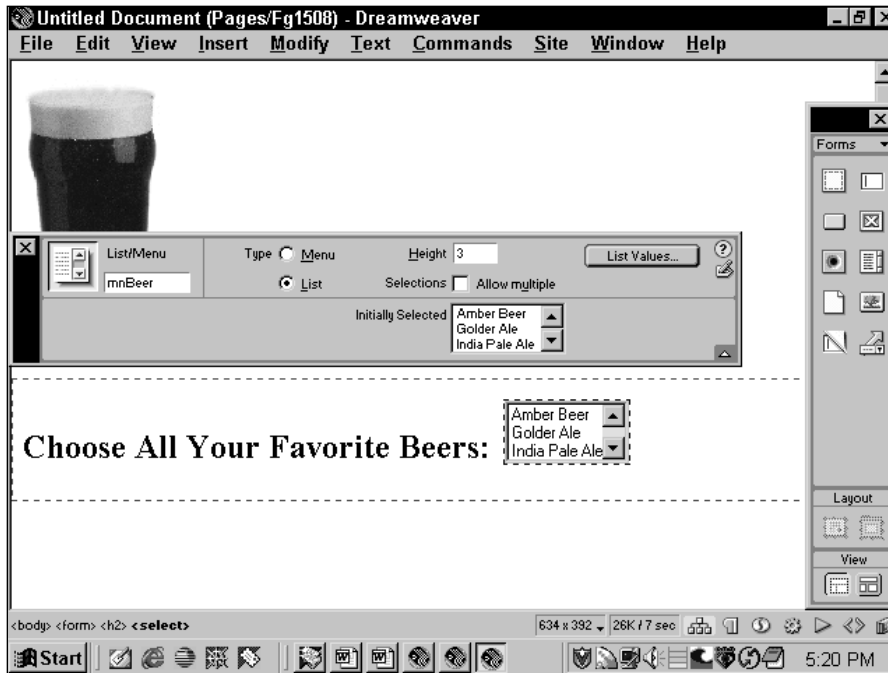 Untitled Document (Pages/Fg1508) - Dreamweaver
File Edit View Insert Modify Text Commands Site Window Help
Forms
List/Menu Type Menu Height 3 List Values...
mnBeer List Selections Allow multiple
Initially Selected Amber Beer
Golder Ale
India Pale Ale
Choose All Your Favorite Beers:
Amber Beer
Golder Ale
India Pale Ale
Layout
View
<body> <form> <h2> <select> 634 x 392 26K / 7 sec
Start 5:20 PM